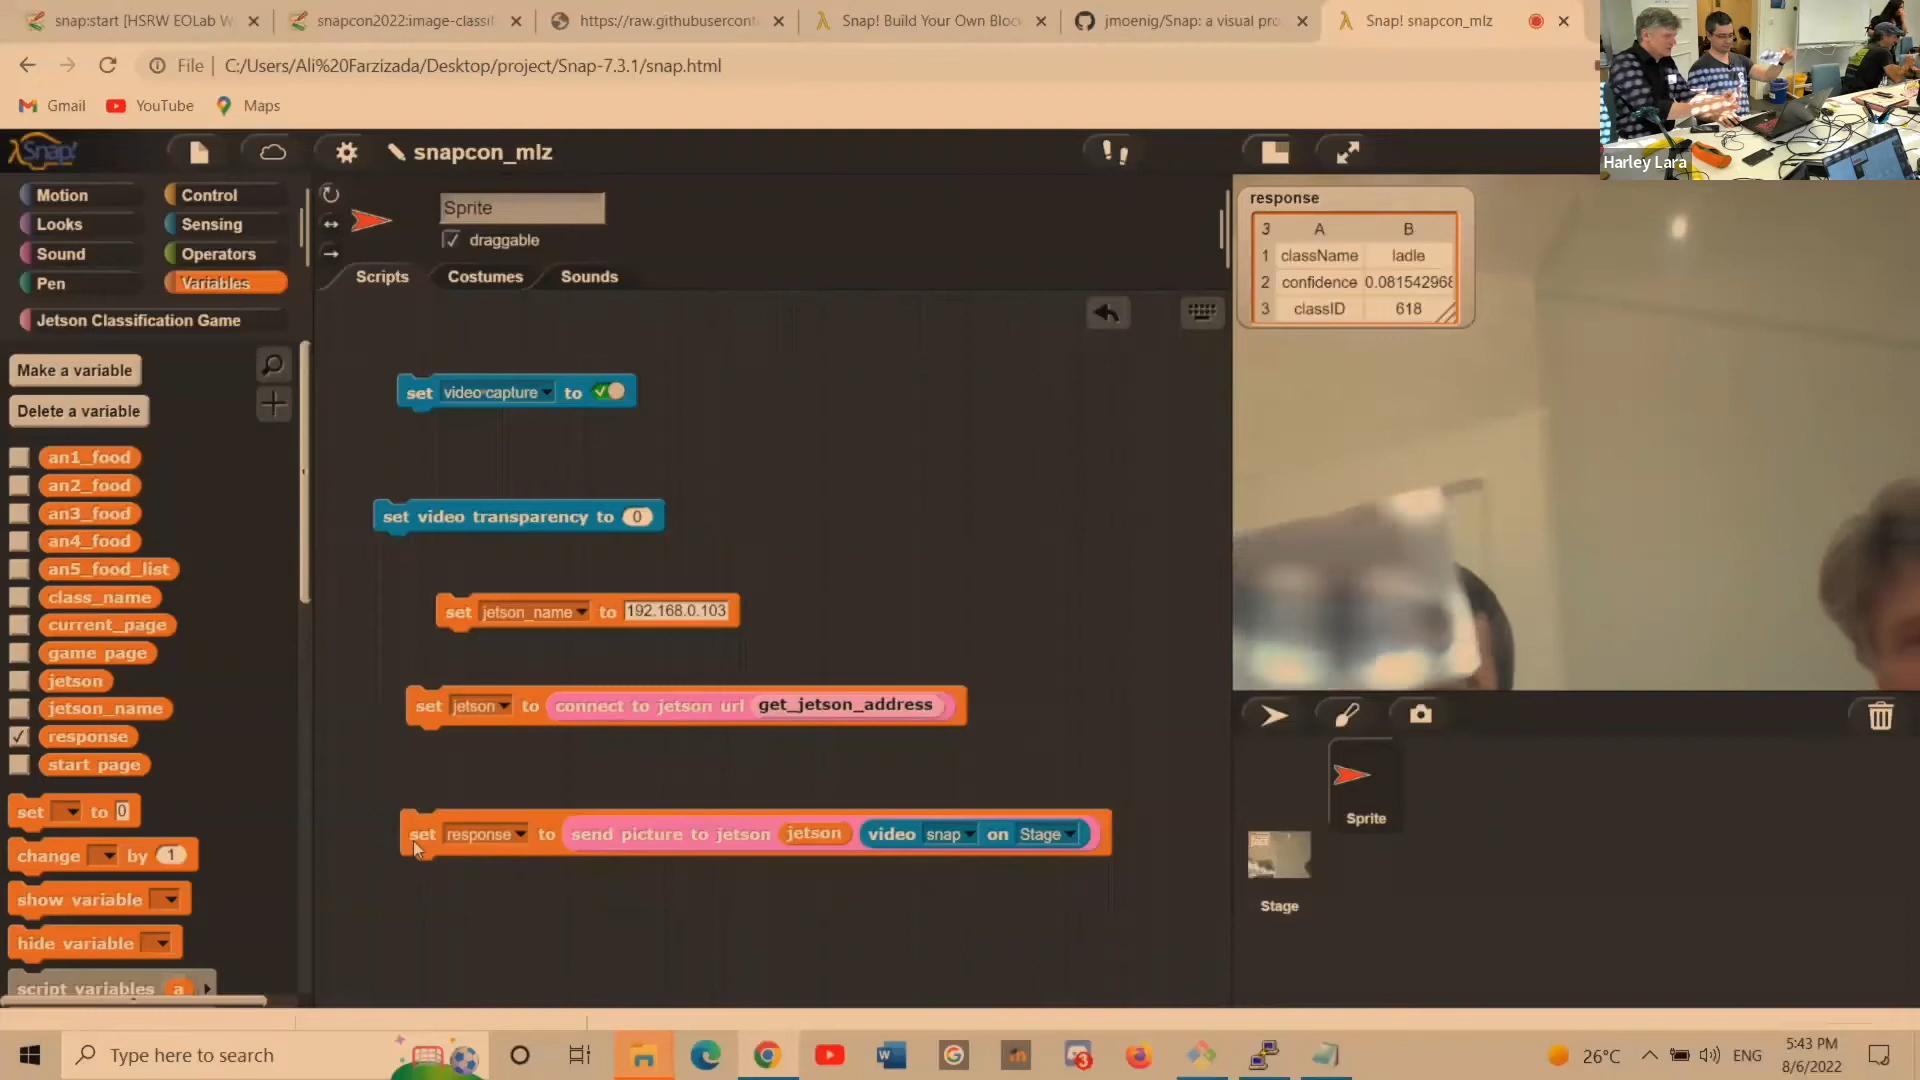 sap:start [HSRW EOLab W
snapcon2022:image-classif
https://raw.githubusercont
Snap! Build Your Own Bloc
jmoenig/Snap: a visual pro
Snap! snapcon_mlz
File
C:/Users/Ali%20Farzizada/Desktop/project/Snap-7.3.1/snap.html
Gmail
YouTube
Maps
Harley Lara
Snap!
snapcon_mlz
Motion
Control
Looks
Sensing
Sound
Operators
Pen
Variables
Jetson Classification Game
Make a variable
Delete a variable
an1_food
an2_food
an3_food
an4_food
an5_food_list
class_name
current_page
game page
jetson
jetson_name
response
start page
set to 0
change by 1
show variable
hide variable
script variables a
Sprite
draggable
Scripts
Costumes
Sounds
set video capture to
set video transparency to 0
set jetson_name to 192.168.0.103
set jetson to connect to jetson url get_jetson_address
set response to send picture to jetson jetson video snap on Stage
response
3 A B
1 className ladle
2 confidence 0.081542968
3 classID 618
Sprite
Stage
Type here to search
3
26°C
ENG
5:43 PM
8/6/2022